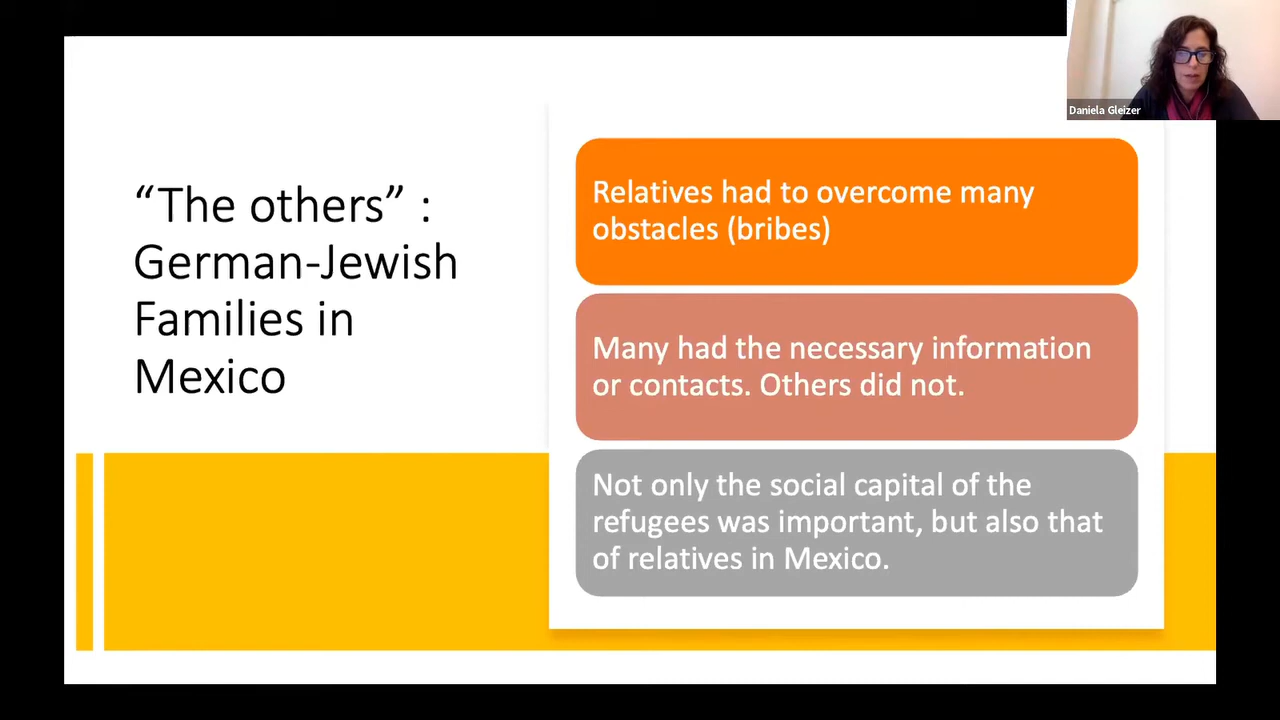 Daniela Gleizer
“The others” :
German-Jewish
Families in
Mexico
Relatives had to overcome many
obstacles (bribes)
Many had the necessary information
or contacts. Others did not.
Not only the social capital of the
refugees was important, but also that
of relatives in Mexico.